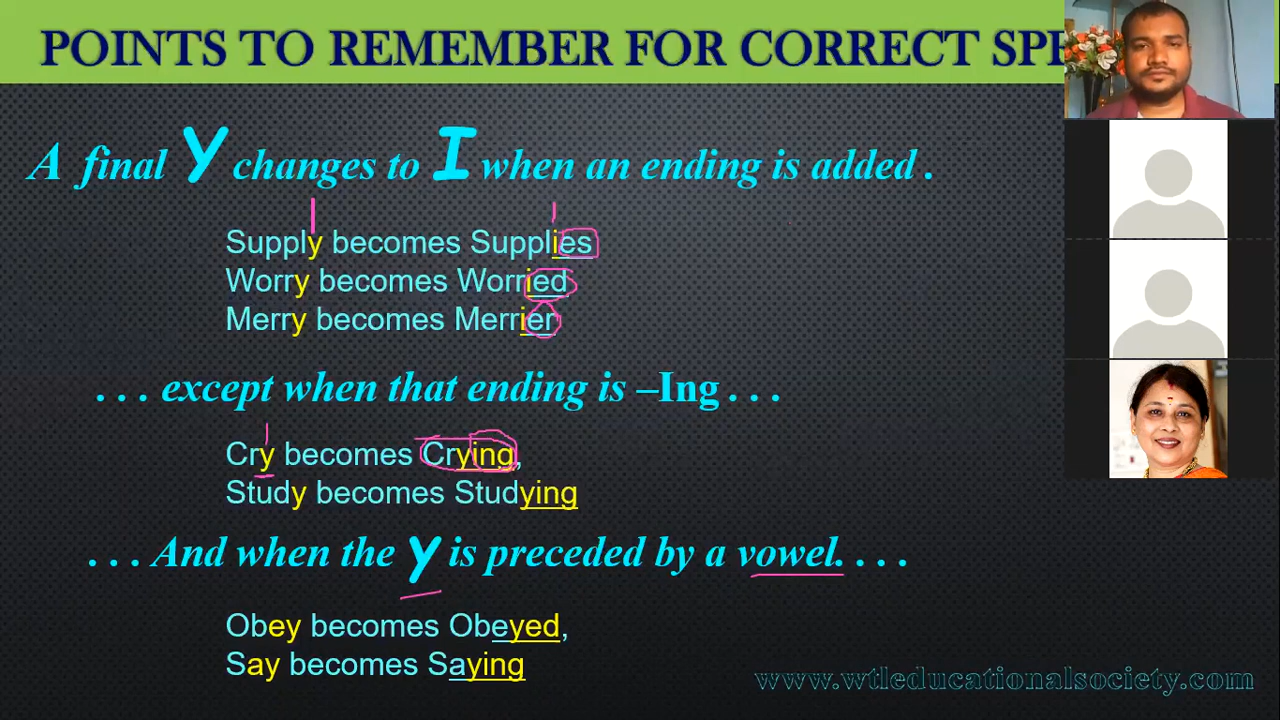 POINTS TO REMEMBER FOR CORRECT SPE
A final Y changes to I when an ending is added .
Supply becomes Supplies
Worry becomes Worried
Merry becomes Merrier
. . . except when that ending is –Ing . . .
Cry becomes Crying,
Study becomes Studying
. . . And when the y is preceded by a vowel. . . .
Obey becomes Obeyed,
Say becomes Saying
www.wtleducationalsociety.com